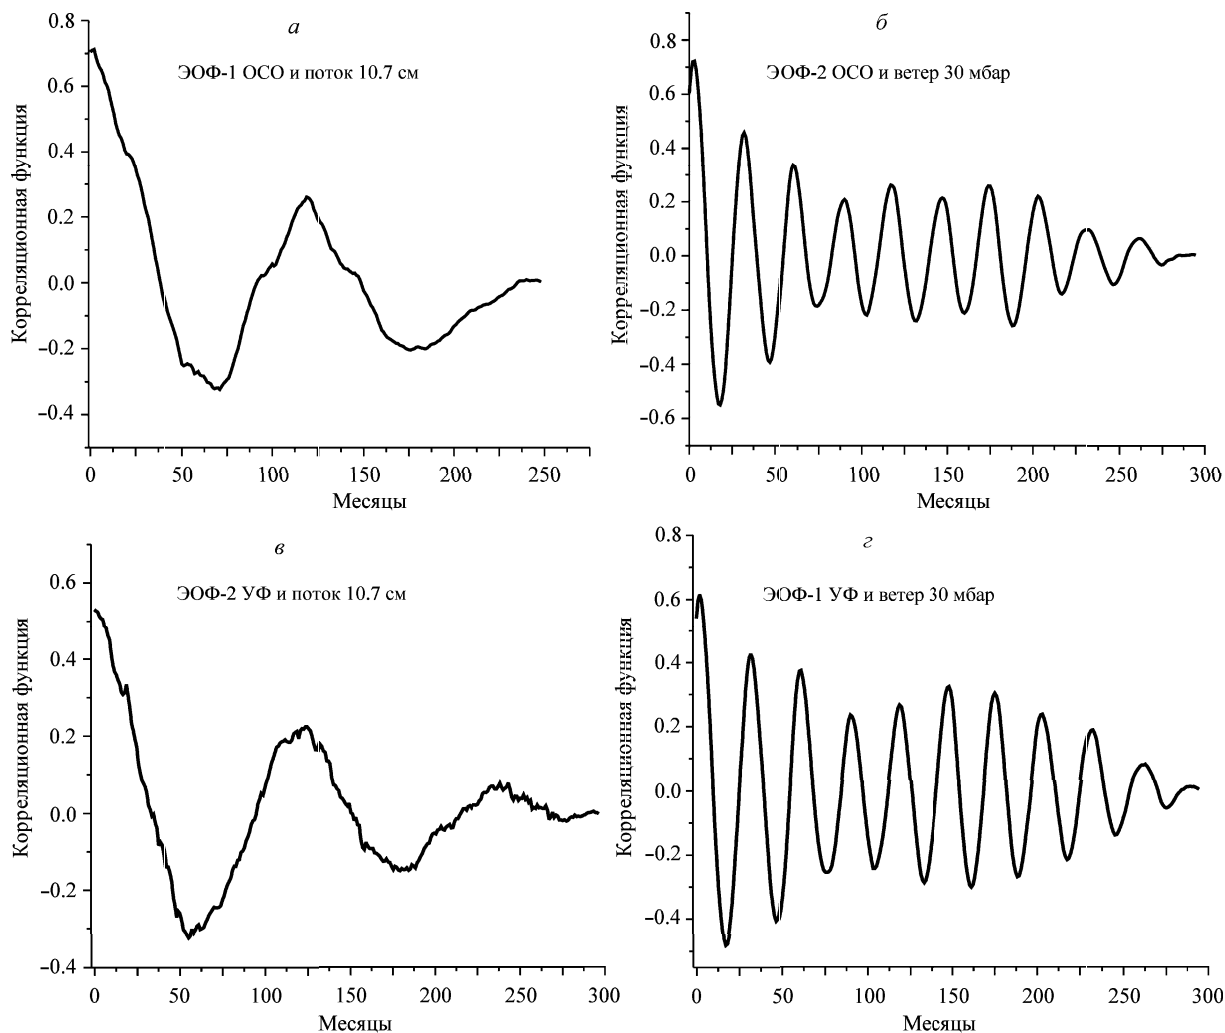 а
ЭОФ-1 ОСО и поток 10.7 см
Корреляционная функция
0.8
0.6
0.4
0.2
0.0
–0.2
–0.4
0 50 100 150 200 250
Месяцы
б
ЭОФ-2 ОСО и ветер 30 мбар
Корреляционная функция
0.8
0.6
0.4
0.2
0.0
–0.2
–0.4
–0.6
0 50 100 150 200 250 300
Месяцы
в
ЭОФ-2 УФ и поток 10.7 см
Корреляционная функция
0.6
0.4
0.2
0.0
–0.2
–0.4
0 50 100 150 200 250 300
Месяцы
г
ЭОФ-1 УФ и ветер 30 мбар
Корреляционная функция
0.8
0.6
0.4
0.2
0.0
–0.2
–0.4
0 50 100 150 200 250 300
Месяцы